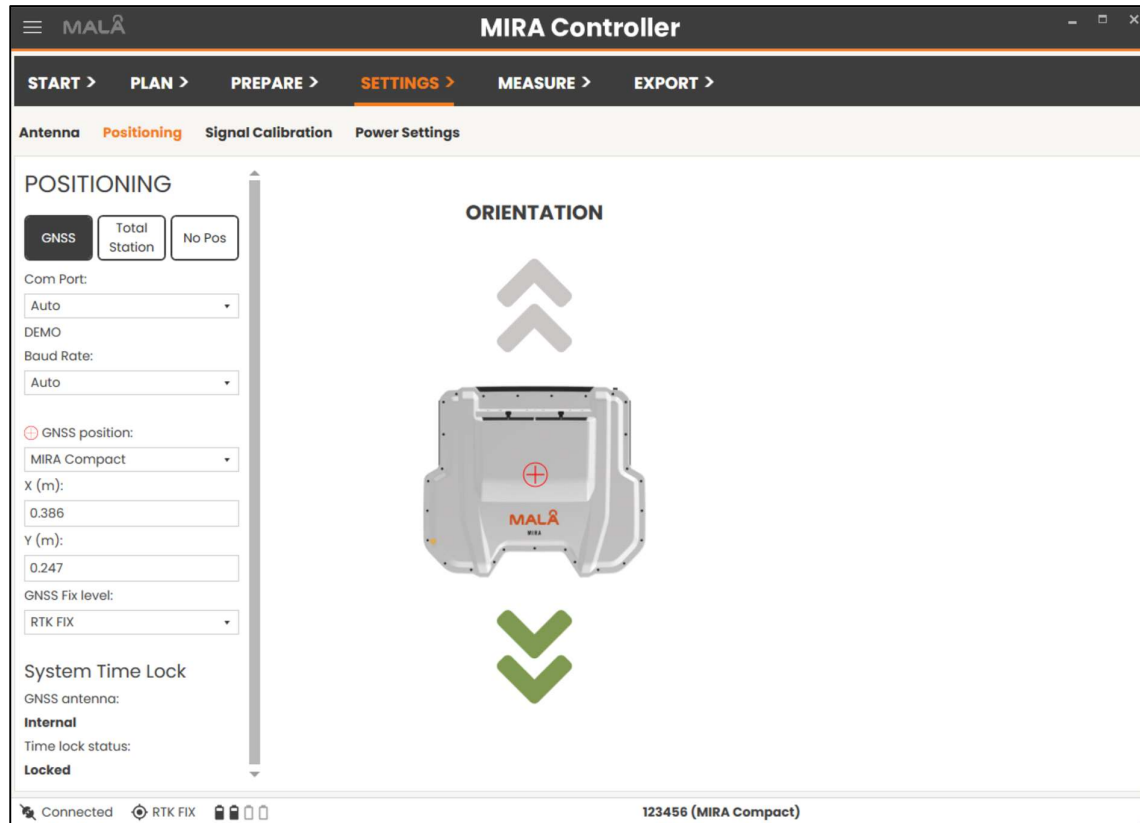 MALÅ
MIRA Controller
START > PLAN > PREPARE > SETTINGS > MEASURE > EXPORT >
Antenna Positioning Signal Calibration Power Settings
POSITIONING
GNSS
Total
Station
No Pos
Com Port:
Auto
DEMO
Baud Rate:
Auto
GNSS position:
MIRA Compact
X (m):
0.386
Y (m):
0.247
GNSS Fix level:
RTK FIX
System Time Lock
GNSS antenna:
Internal
Time lock status:
Locked
ORIENTATION
MALÅ
MIRA
Connected RTK FIX 123456 (MIRA Compact)